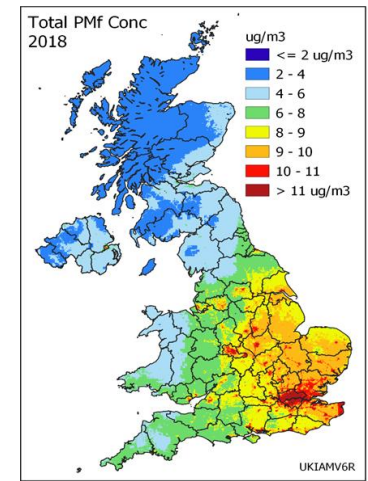 Total PMf Conc
2018
ug/m3
<= 2 ug/m3
2 - 4
4 - 6
6 - 8
8 - 9
9 - 10
10 - 11
> 11 ug/m3
UKIAMV6R